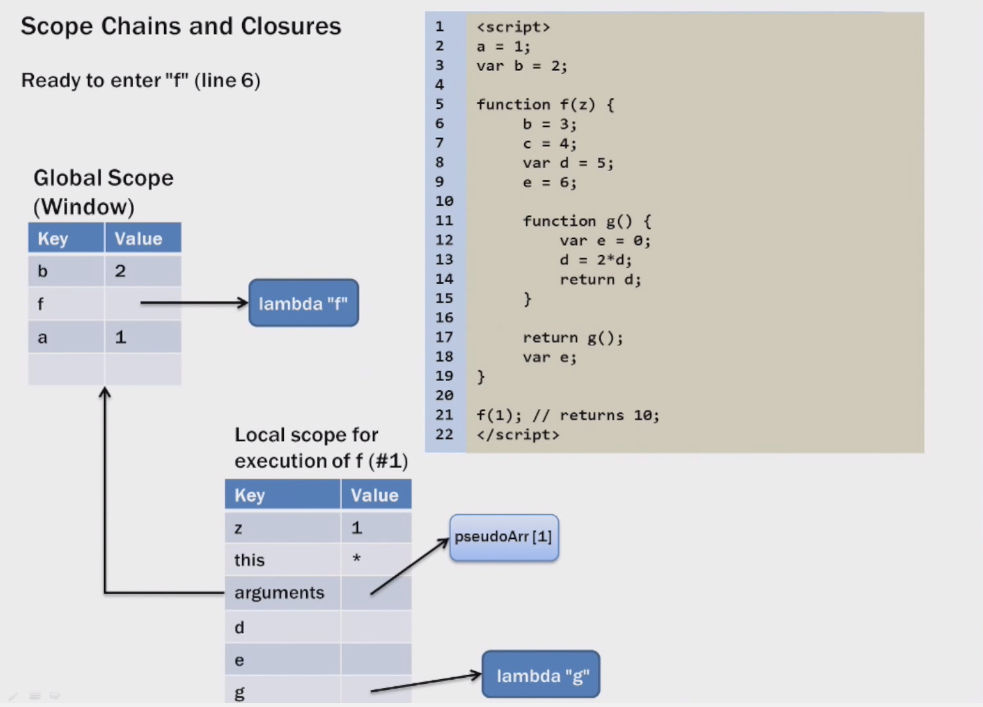 Scope Chains and Closures
Ready to enter "f" (line 6)
Global Scope
(Window)
Key Value
b 2
f
a 1
lambda "f"
Local scope for
execution of f (#1)
Key Value
z 1
this *
arguments
d
e
g
pseudoArr[1]
lambda "g"
1 <script>
2 a = 1;
3 var b = 2;
4
5 function f(z) {
6 b = 3;
7 c = 4;
8 var d = 5;
9 e = 6;
10
11 function g() {
12 var e = 0;
13 d = 2*d;
14 return d;
15 }
16
17 return g();
18 var e;
19 }
20
21 f(1); // returns 10;
22 </script>